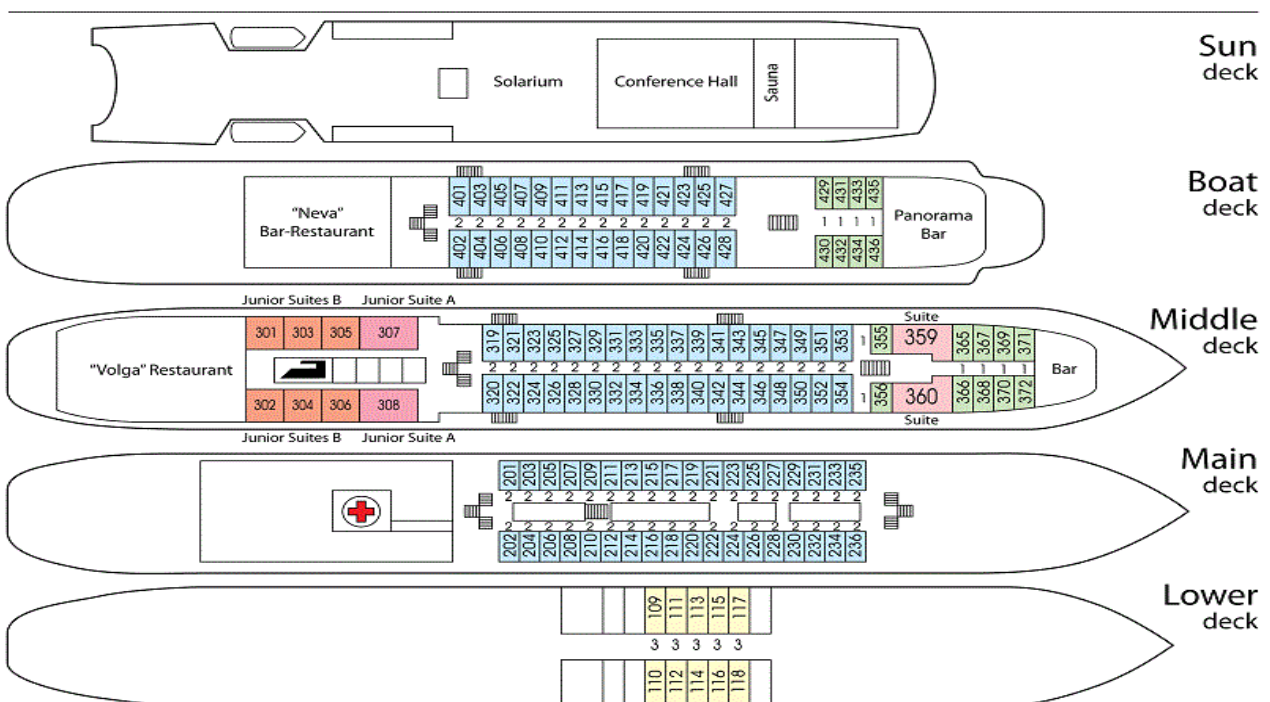 Sun
deck
Solarium
Conference Hall
Sauna
Boat
deck
"Neva"
Bar-Restaurant
401 403 405 407 409 411 413 415 417 419 421 423 425 427
2 2 2 2 2 2 2 2 2 2 2 2 2 2
402 404 406 408 410 412 414 416 418 420 422 424 426 428
429 431 433 435
1 1 1 1
430 432 434 436
Panorama
Bar
Middle
deck
Junior Suites B Junior Suite A
301 303 305 307
"Volga" Restaurant
302 304 306 308
Junior Suites B Junior Suite A
319 321 323 325 327 329 331 333 335 337 339 341 343 345 347 349 351 353
2 2 2 2 2 2 2 2 2 2 2 2 2 2 2 2 2 2
320 322 324 326 328 330 332 334 336 338 340 342 344 346 348 350 352 354
1 355
1 356
Suite
359
360
Suite
365 367 369 371
1 1 1 1
366 368 370 372
Bar
Main
deck
201 203 205 207 209 211 213 215 217 219 221 223 225 227 229 231 233 235
2 2 2 2 2 2 2 2 2 2 2 2 2 2 2 2 2 2
2 2 2 2 2 2 2 2 2 2 2 2 2 2 2 2 2 2
202 204 206 208 210 212 214 216 218 220 222 224 226 228 230 232 234 236
Lower
deck
109 111 113 115 117
3 3 3 3 3
110 112 114 116 118